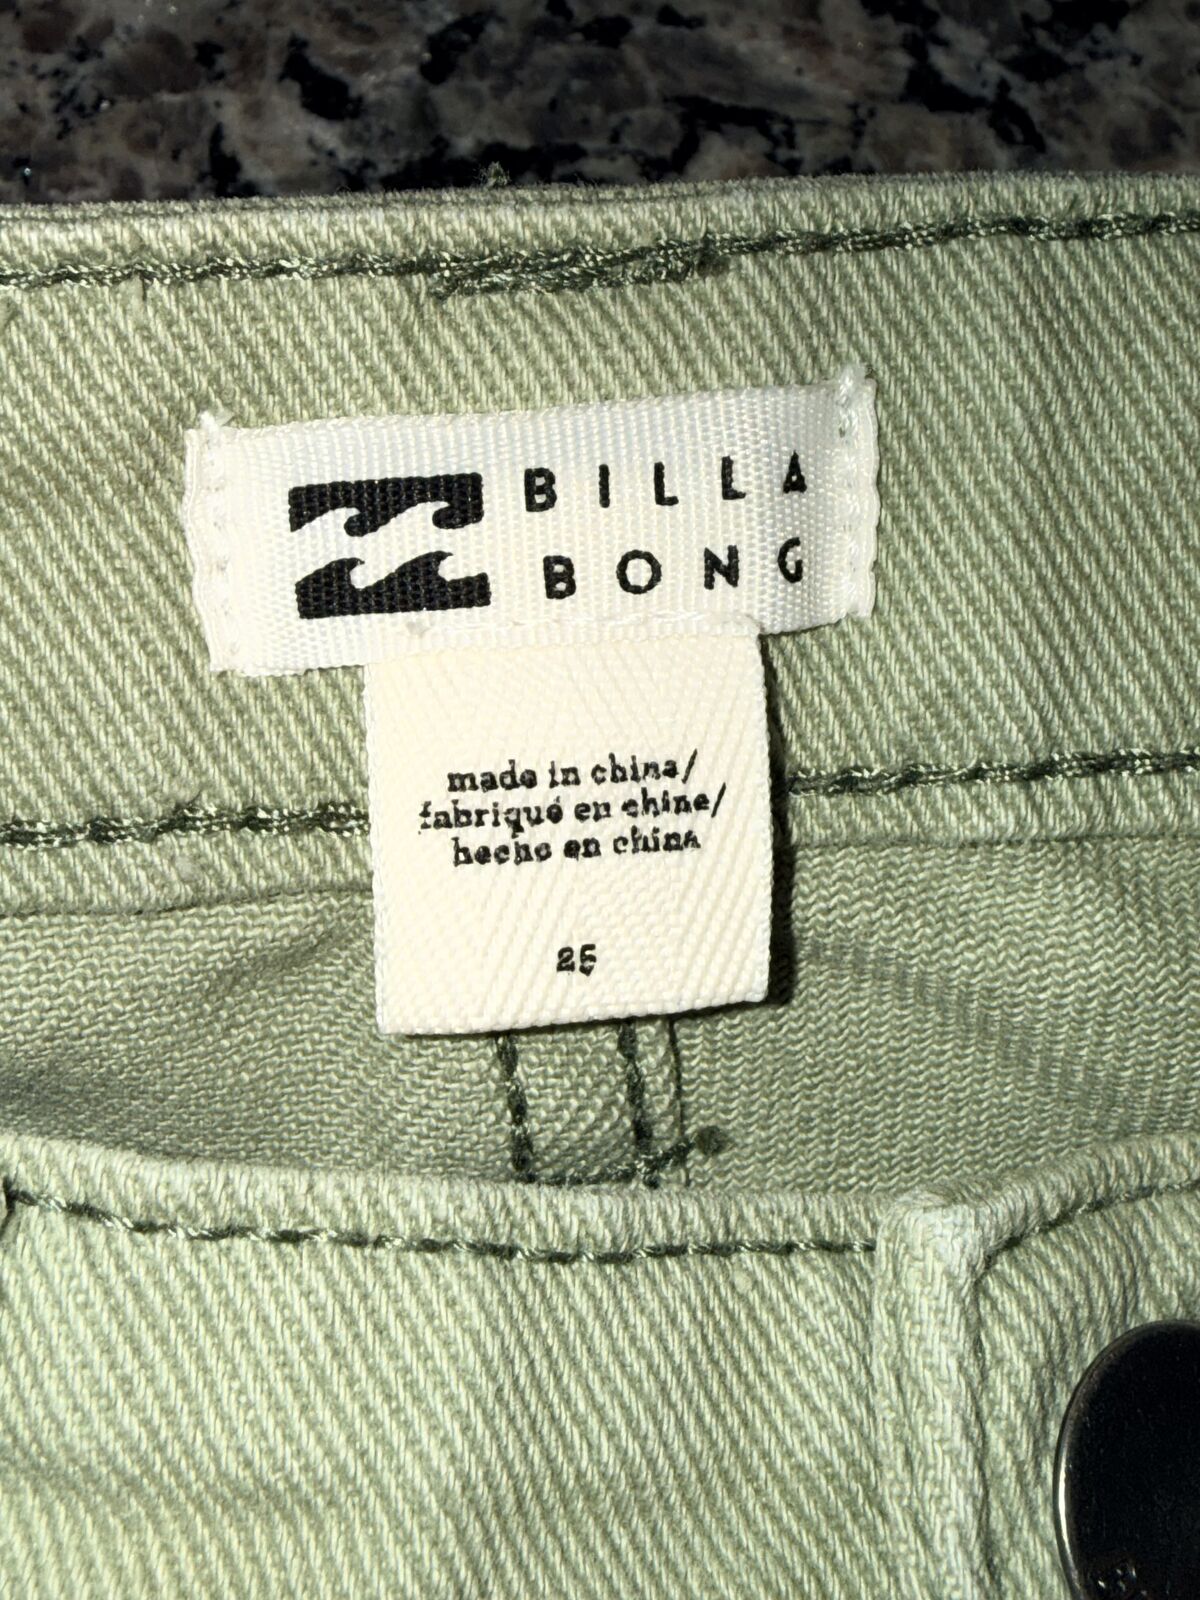 BILLA
BONG
made in china/
fabriqué en chine/
hecho en china
25